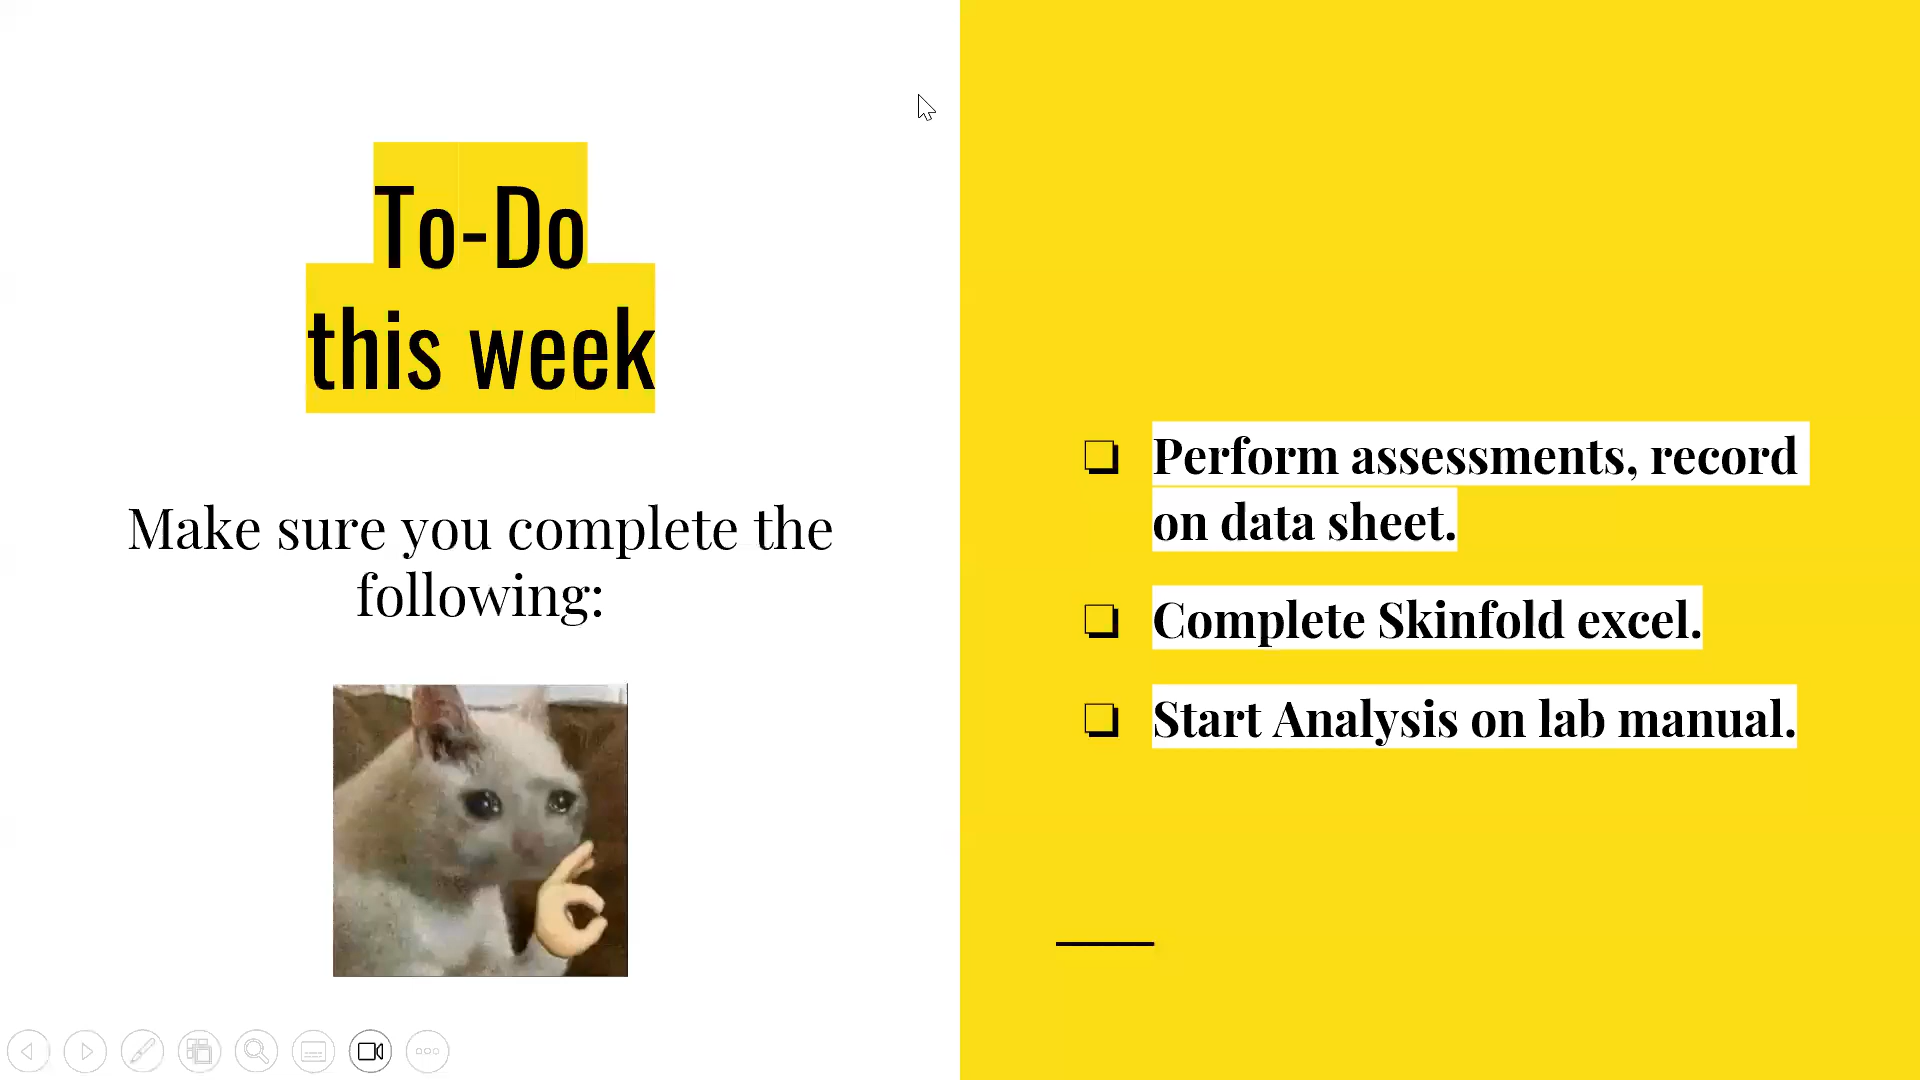 To-Do
this week
Make sure you complete the
following:
Perform assessments, record
on data sheet.
Complete Skinfold excel.
Start Analysis on lab manual.